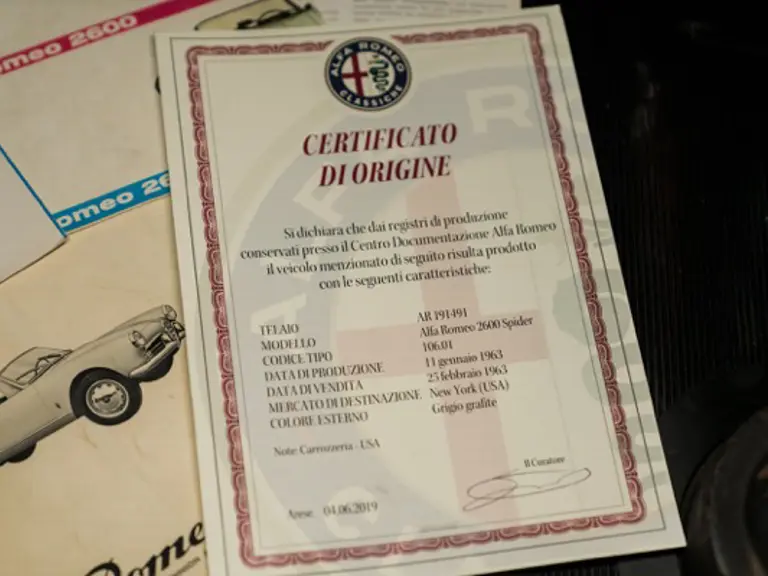 omeo 2600
omeo 26
ALFA ROMEO
CLASSICHE
CERTIFICATO
DI ORIGINE
Si dichiara che dai registri di produzione
conservati presso il Centro Documentazione Alfa Romeo
il veicolo menzionato di seguito risulta prodotto
con le seguenti caratteristiche:
TELAIO AR 191491
MODELLO Alfa Romeo 2600 Spider
CODICE TIPO 106.01
DATA DI PRODUZIONE 11 gennaio 1963
DATA DI VENDITA 25 febbraio 1963
MERCATO DI DESTINAZIONE New York (USA)
COLORE ESTERNO Grigio grafite
Note: Carrozzeria - USA
Il Curatore
Arese, 04.06.2019
Rome